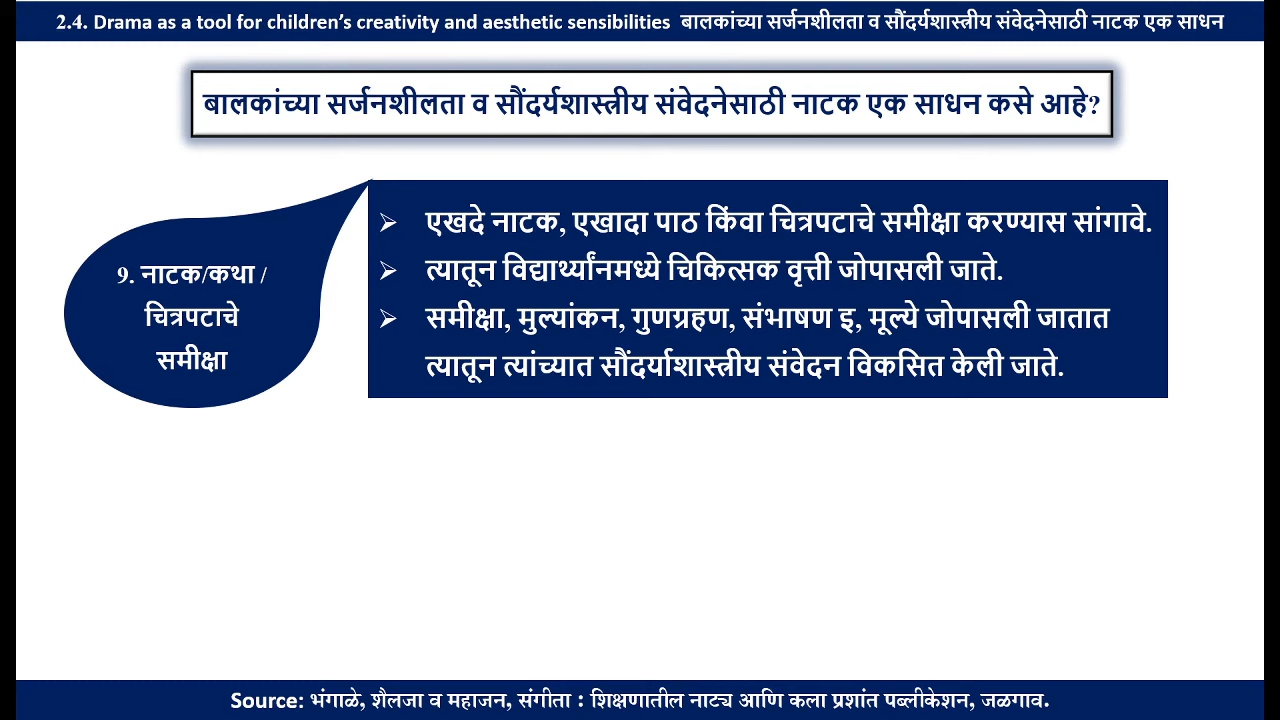 2.4. Drama as a tool for children's creativity and aesthetic sensibilities बालकांच्या सर्जनशीलता व सौंदर्यशास्त्रीय संवेदनेसाठी नाटक एक साधन
बालकांच्या सर्जनशीलता व सौंदर्यशास्त्रीय संवेदनेसाठी नाटक एक साधन कसे आहे?
9. नाटक/कथा /
चित्रपटाचे
समीक्षा
➢ एखदे नाटक, एखादा पाठ किंवा चित्रपटाचे समीक्षा करण्यास सांगावे.
➢ त्यातून विद्यार्थ्यांनमध्ये चिकित्सक वृत्ती जोपासली जाते.
➢ समीक्षा, मुल्यांकन, गुणग्रहण, संभाषण इ, मूल्ये जोपासली जातात
त्यातून त्यांच्यात सौंदर्याशास्त्रीय संवेदन विकसित केली जाते.
Source: भंगाळे, शैलजा व महाजन, संगीता : शिक्षणातील नाट्य आणि कला प्रशांत पब्लीकेशन, जळगाव.